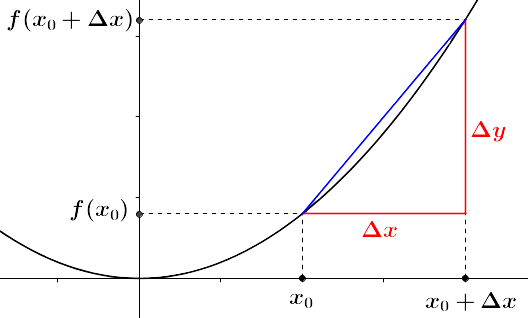 f(x₀ + Δx)
Δy
f(x₀)
Δx
x₀
x₀ + Δx